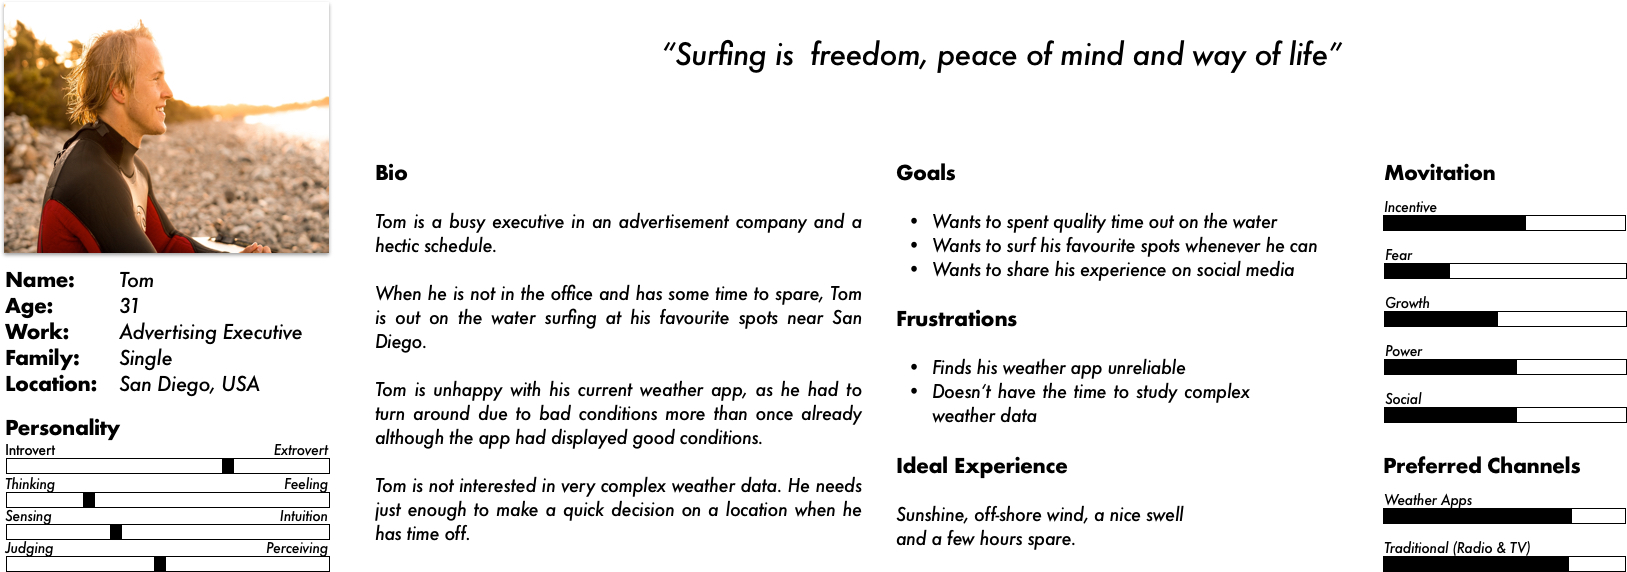 “Surfing is  freedom, peace of mind and way of life”
Name: Tom
Age: 31
Work: Advertising Executive
Family: Single
Location: San Diego, USA
Personality
Introvert Extrovert
Thinking Feeling
Sensing Intuition
Judging Perceiving
Bio
Tom is a busy executive in an advertisement company and a
hectic schedule.
When he is not in the office and has some time to spare, Tom
is out on the water surfing at his favourite spots near San
Diego.
Tom is unhappy with his current weather app, as he had to
turn around due to bad conditions more than once already
although the app had displayed good conditions.
Tom is not interested in very complex weather data. He needs
just enough to make a quick decision on a location when he
has time off.
Goals
• Wants to spent quality time out on the water
• Wants to surf his favourite spots whenever he can
• Wants to share his experience on social media
Frustrations
• Finds his weather app unreliable
• Doesn‘t have the time to study complex
weather data
Ideal Experience
Sunshine, off-shore wind, a nice swell
and a few hours spare.
Movitation
Incentive
Fear
Growth
Power
Social
Preferred Channels
Weather Apps
Traditional (Radio & TV)